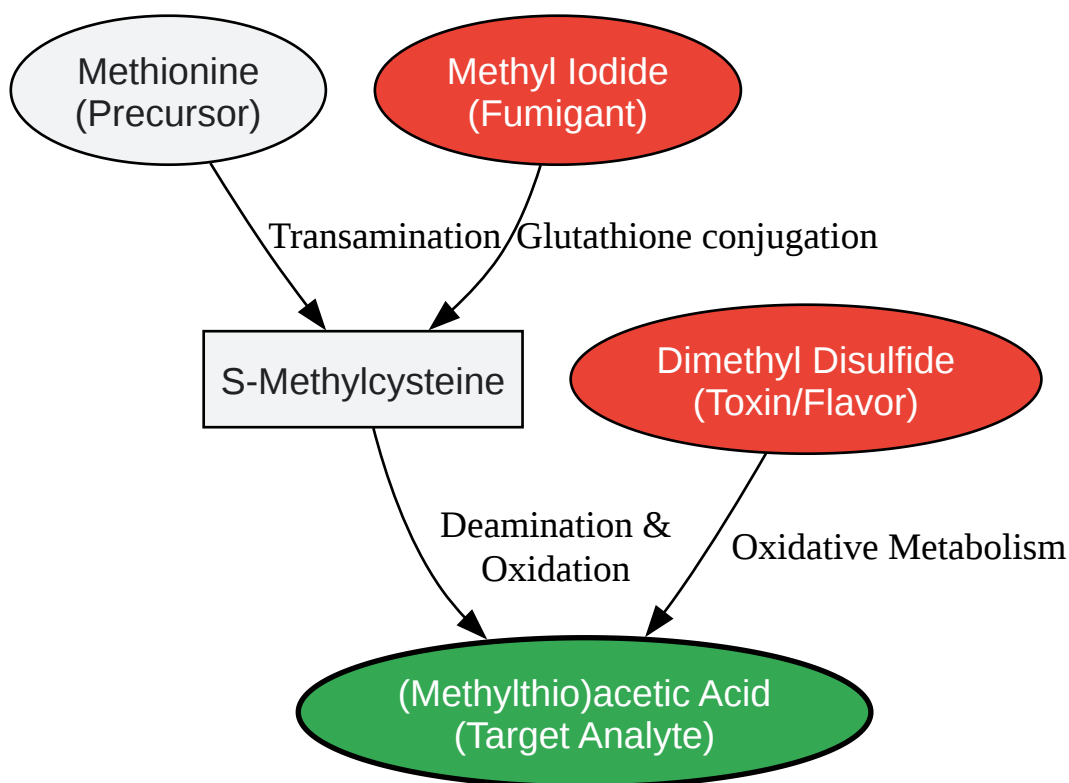 Methionine
(Precursor)
Methyl Iodide
(Fumigant)
Transamination
Glutathione conjugation
S-Methylcysteine
Dimethyl Disulfide
(Toxin/Flavor)
Deamination &
Oxidation
Oxidative Metabolism
(Methylthio)acetic Acid
(Target Analyte)